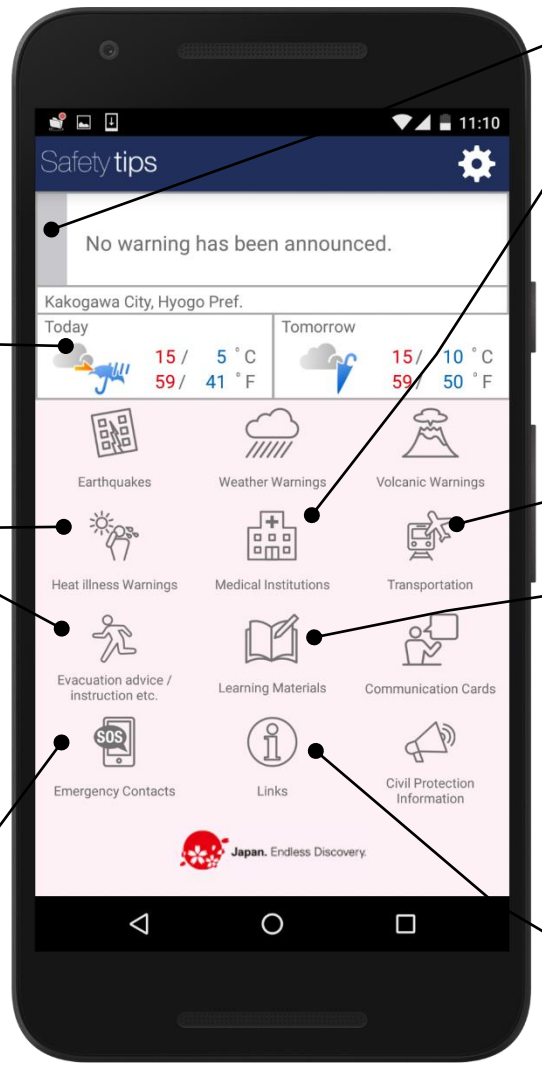 11:10
Safety tips
No warning has been announced.
Kakogawa City, Hyogo Pref.
Today
15 / 5 °C
59 / 41 °F
Tomorrow
15 / 10 °C
59 / 50 °F
Earthquakes
Weather Warnings
Volcanic Warnings
Heat illness Warnings
Medical Institutions
Transportation
Evacuation advice /
instruction etc.
Learning Materials
Communication Cards
SOS
Emergency Contacts
Links
Civil Protection
Information
Japan. Endless Discovery.